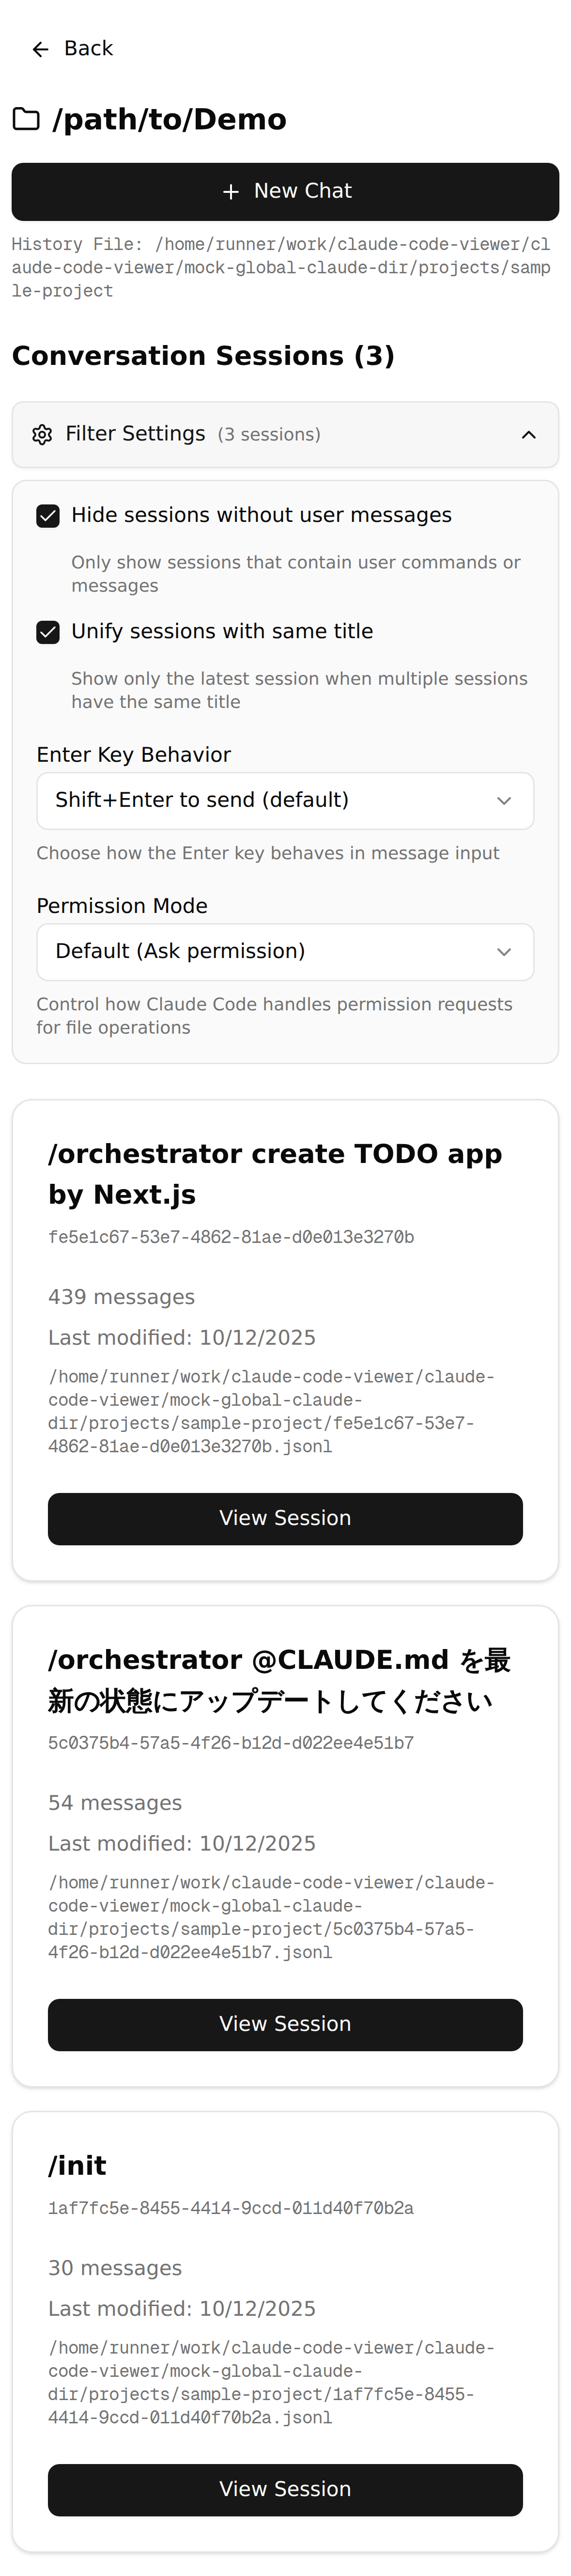 Back
/path/to/Demo
New Chat
History File: /home/runner/work/claude-code-viewer/cl
aude-code-viewer/mock-global-claude-dir/projects/samp
le-project
Conversation Sessions (3)
Filter Settings (3 sessions)
Hide sessions without user messages
Only show sessions that contain user commands or
messages
Unify sessions with same title
Show only the latest session when multiple sessions
have the same title
Enter Key Behavior
Shift+Enter to send (default)
Choose how the Enter key behaves in message input
Permission Mode
Default (Ask permission)
Control how Claude Code handles permission requests
for file operations
/orchestrator create TODO app
by Next.js
fe5e1c67-53e7-4862-81ae-d0e013e3270b
439 messages
Last modified: 10/12/2025
/home/runner/work/claude-code-viewer/claude-
code-viewer/mock-global-claude-
dir/projects/sample-project/fe5e1c67-53e7-
4862-81ae-d0e013e3270b.jsonl
View Session
/orchestrator @CLAUDE.md を最
新の状態にアップデートしてください
5c0375b4-57a5-4f26-b12d-d022ee4e51b7
54 messages
Last modified: 10/12/2025
/home/runner/work/claude-code-viewer/claude-
code-viewer/mock-global-claude-
dir/projects/sample-project/5c0375b4-57a5-
4f26-b12d-d022ee4e51b7.jsonl
View Session
/init
1af7fc5e-8455-4414-9ccd-011d40f70b2a
30 messages
Last modified: 10/12/2025
/home/runner/work/claude-code-viewer/claude-
code-viewer/mock-global-claude-
dir/projects/sample-project/1af7fc5e-8455-
4414-9ccd-011d40f70b2a.jsonl
View Session